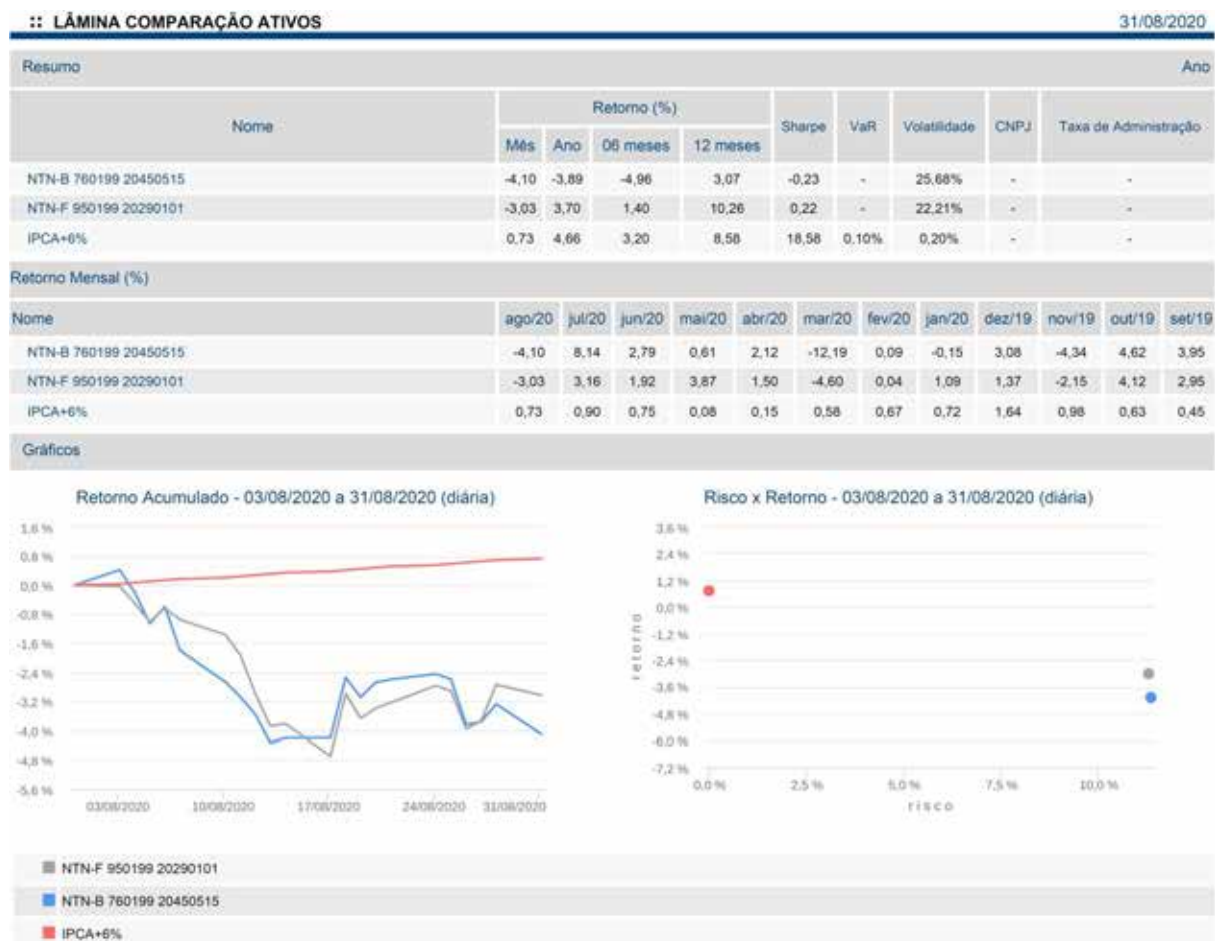 :: LÂMINA COMPARAÇÃO ATIVOS 31/08/2020
Resumo Ano
Nome Retorno (%) Sharpe VaR Volatilidade CNPJ Taxa de Administração
Mês Ano 06 meses 12 meses
NTN-B 760199 20450515 -4,10 -3,89 -4,96 3,07 -0,23 - 25,68% - -
NTN-F 950199 20290101 -3,03 3,70 1,40 10,26 0,22 - 22,21% - -
IPCA+6% 0,73 4,66 3,20 8,58 18,58 0,10% 0,20% - -
Retorno Mensal (%)
Nome ago/20 jul/20 jun/20 mai/20 abr/20 mar/20 fev/20 jan/20 dez/19 nov/19 out/19 set/19
NTN-B 760199 20450515 -4,10 8,14 2,79 0,61 2,12 -12,19 0,09 -0,15 3,08 -4,34 4,62 3,95
NTN-F 950199 20290101 -3,03 3,16 1,92 3,87 1,50 -4,60 0,04 1,09 1,37 -2,15 4,12 2,95
IPCA+6% 0,73 0,90 0,75 0,08 0,15 0,58 0,67 0,72 1,64 0,98 0,63 0,45
Gráficos
Retorno Acumulado - 03/08/2020 a 31/08/2020 (diária)
1,6 %
0,8 %
0,0 %
-0,8 %
-1,6 %
-2,4 %
-3,2 %
-4,0 %
-4,8 %
-5,6 %
03/08/2020 10/08/2020 17/08/2020 24/08/2020 31/08/2020
Risco x Retorno - 03/08/2020 a 31/08/2020 (diária)
3,6 %
2,4 %
1,2 %
0,0 %
-1,2 %
-2,4 %
-3,6 %
-4,8 %
-6,0 %
-7,2 %
retorno
0,0 % 2,5 % 5,0 % 7,5 % 10,0 %
risco
NTN-F 950199 20290101
NTN-B 760199 20450515
IPCA+6%